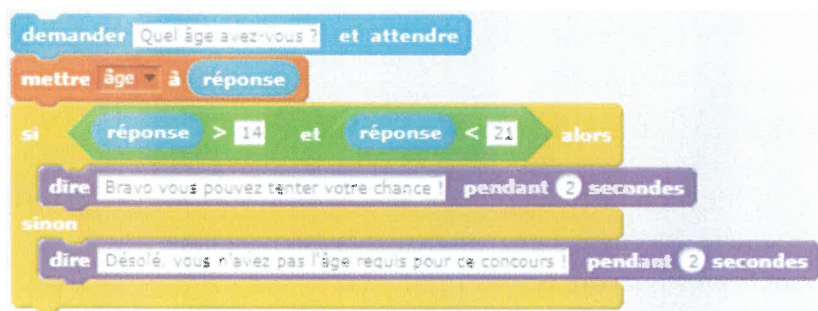 demander Quel âge avez-vous ? et attendre
mettre âge à réponse
si réponse > 14 et réponse < 21 alors
dire Bravo vous pouvez tenter votre chance ! pendant 2 secondes
sinon
dire Désolé, vous n'avez pas l'âge requis pour ce concours ! pendant 2 secondes